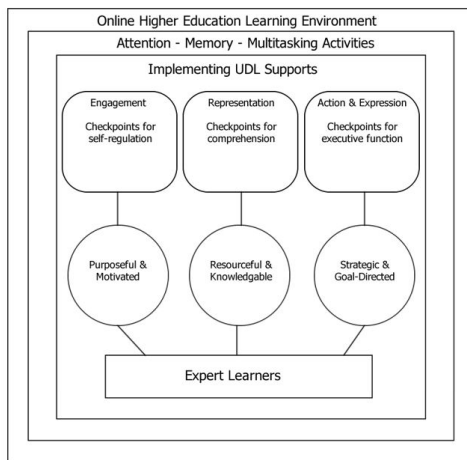 Online Higher Education Learning Environment
Attention - Memory - Multitasking Activities
Implementing UDL Supports
Engagement
Checkpoints for
self-regulation
Representation
Checkpoints for
comprehension
Action & Expression
Checkpoints for
executive function
Purposeful &
Motivated
Resourceful &
Knowledgable
Strategic &
Goal-Directed
Expert Learners